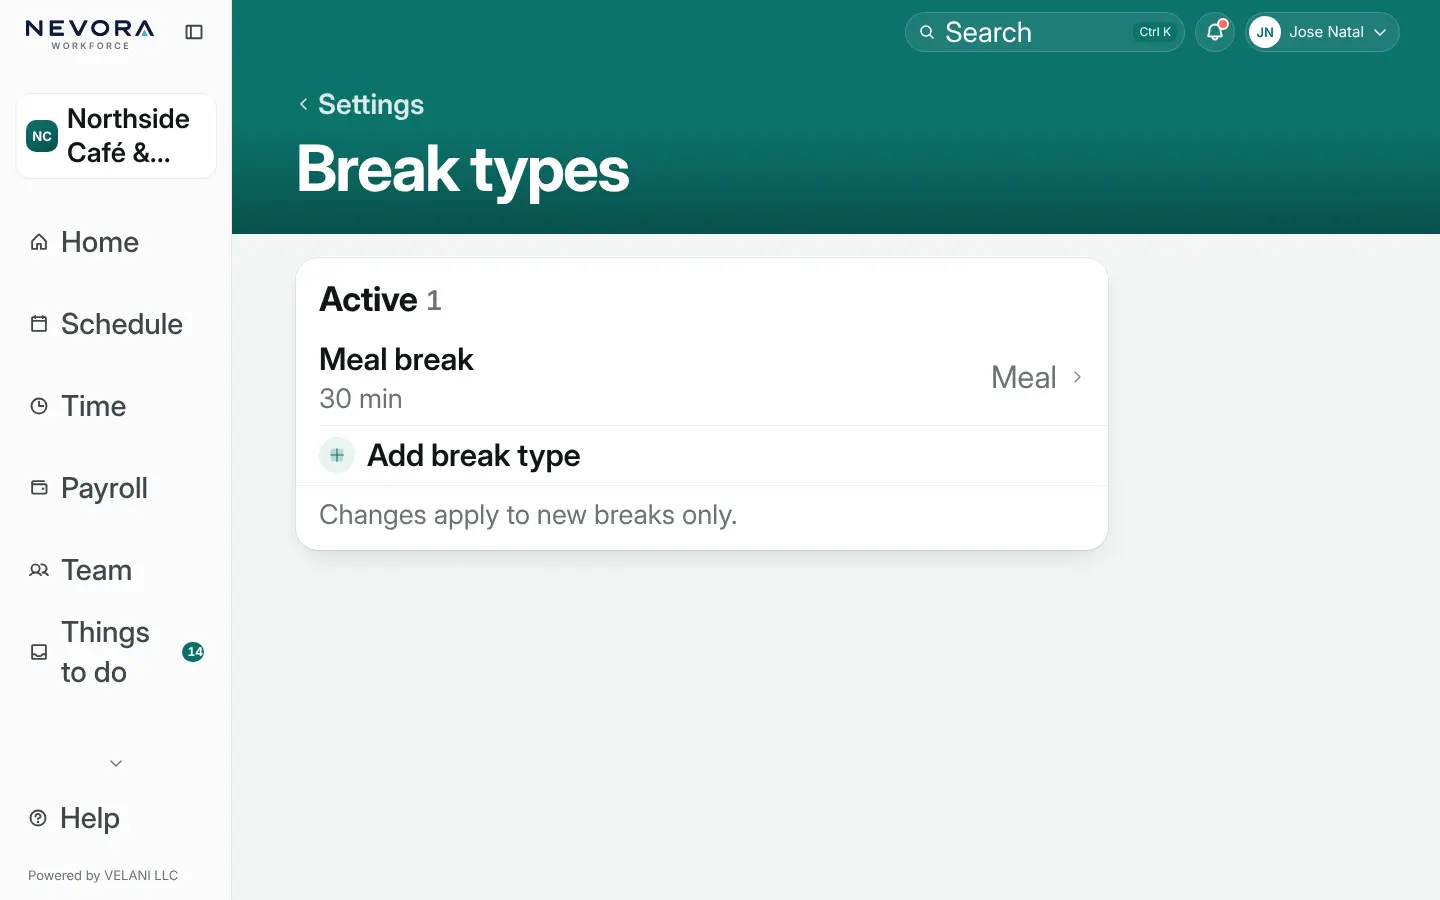 NEVORA
WORKFORCE
Search
Ctrl K
JN
Jose Natal
NC
Northside
Café &...
Home
Schedule
Time
Payroll
Team
Things
to do
14
Help
Powered by VELANI LLC
Settings
Break types
Active 1
Meal break
30 min
Meal
Add break type
Changes apply to new breaks only.